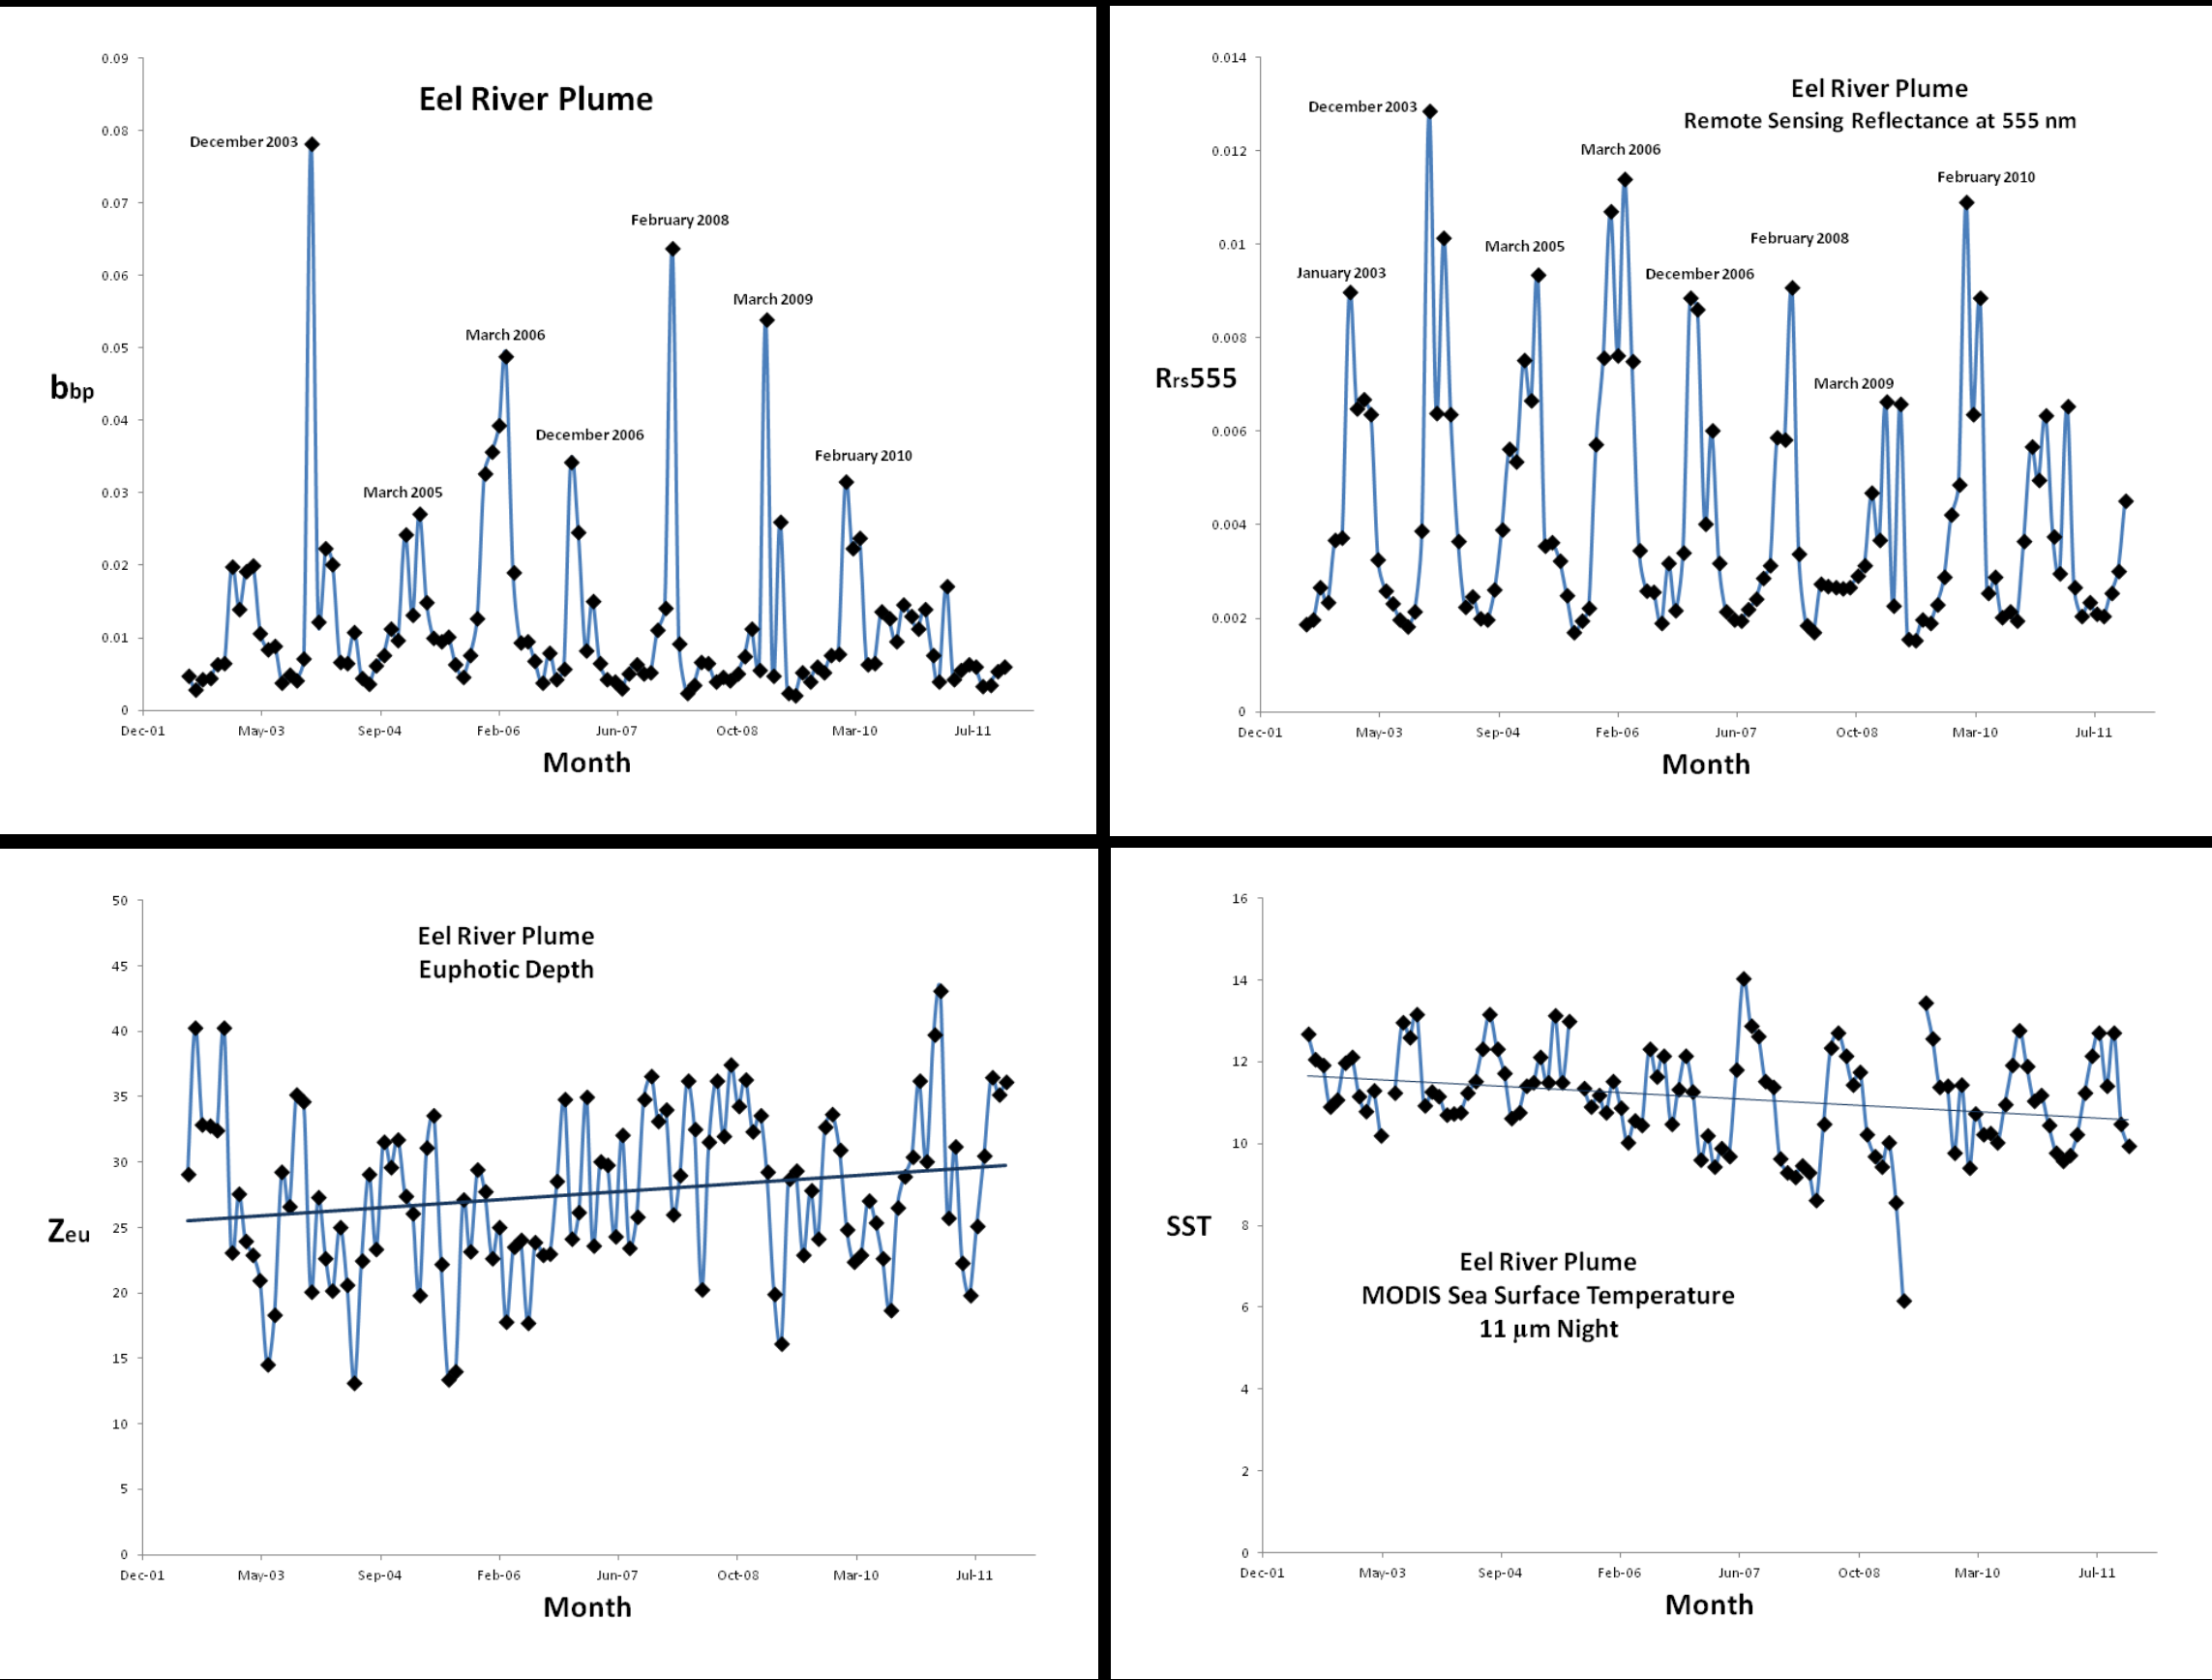 Eel River Plume
bbp
0.09
0.08
0.07
0.06
0.05
0.04
0.03
0.02
0.01
0
December 2003
March 2005
March 2006
December 2006
February 2008
March 2009
February 2010
Dec-01 May-03 Sep-04 Feb-06 Jun-07 Oct-08 Mar-10 Jul-11
Month
Eel River Plume
Remote Sensing Reflectance at 555 nm
Rrs555
0.014
0.012
0.01
0.008
0.006
0.004
0.002
0
January 2003
December 2003
March 2005
March 2006
December 2006
February 2008
March 2009
February 2010
Dec-01 May-03 Sep-04 Feb-06 Jun-07 Oct-08 Mar-10 Jul-11
Month
Eel River Plume
Euphotic Depth
Zeu
50
45
40
35
30
25
20
15
10
5
0
Dec-01 May-03 Sep-04 Feb-06 Jun-07 Oct-08 Mar-10 Jul-11
Month
16
14
12
10
8
6
4
2
0
SST
Eel River Plume
MODIS Sea Surface Temperature
11 μm Night
Dec-01 May-03 Sep-04 Feb-06 Jun-07 Oct-08 Mar-10 Jul-11
Month